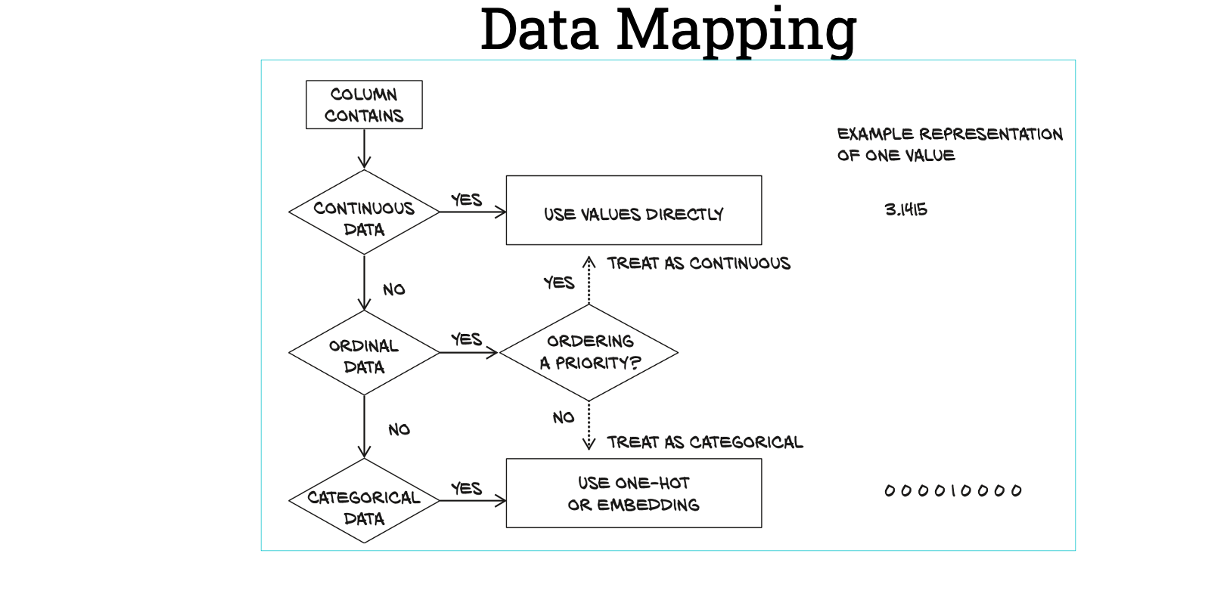 Data Mapping
COLUMN
CONTAINS
EXAMPLE REPRESENTATION
OF ONE VALUE
CONTINUOUS
DATA
YES
USE VALUES DIRECTLY
3.1415
TREAT AS CONTINUOUS
YES
NO
ORDINAL
DATA
YES
ORDERING
A PRIORITY?
NO
NO
TREAT AS CATEGORICAL
CATEGORICAL
DATA
YES
USE ONE-HOT
OR EMBEDDING
0 0 0 0 1 0 0 0 0